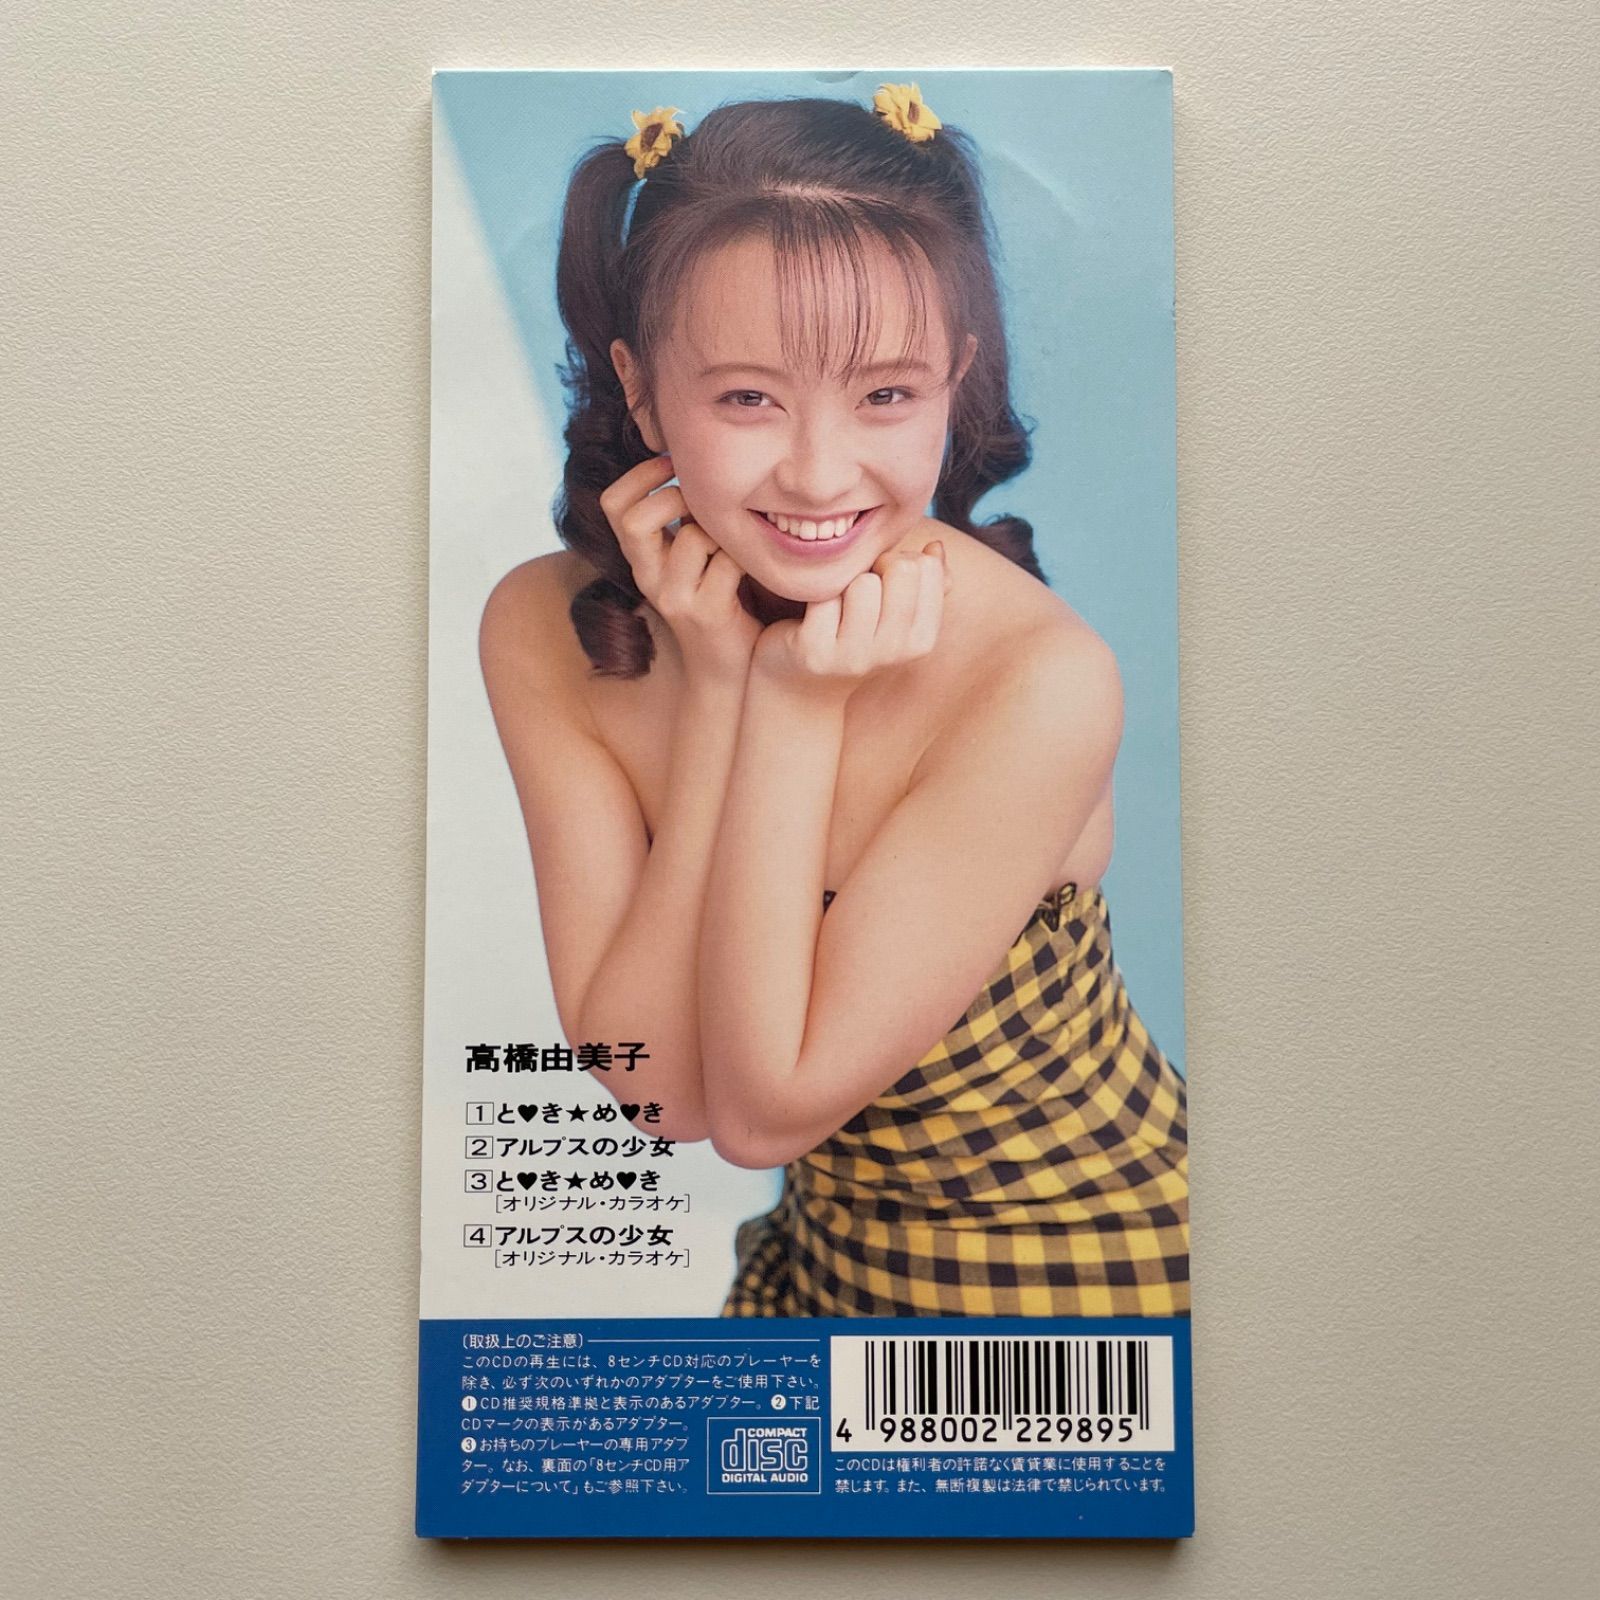 高橋由美子
1と♥き★め♥き
2アルプスの少女
3と♥き★め♥き
[オリジナル・カラオケ]
4アルプスの少女
[オリジナル・カラオケ]
〔取扱上のご注意〕
このCDの再生には、8センチCD対応のプレーヤーを
除き、必ず次のいずれかのアダプターをご使用下さい。
❶CD推奨規格準拠と表示のあるアダプター。❷下記
CDマークの表示があるアダプター。
❸お持ちのプレーヤーの専用アダプ
ター。なお、裏面の「8センチCD用ア
ダプターについて」もご参照下さい。
COMPACT
disc
DIGITAL AUDIO
4 988002 229895
このCDは権利者の許諾なく賃貸業に使用することを
禁じます。また、無断複製は法律で禁じられています。